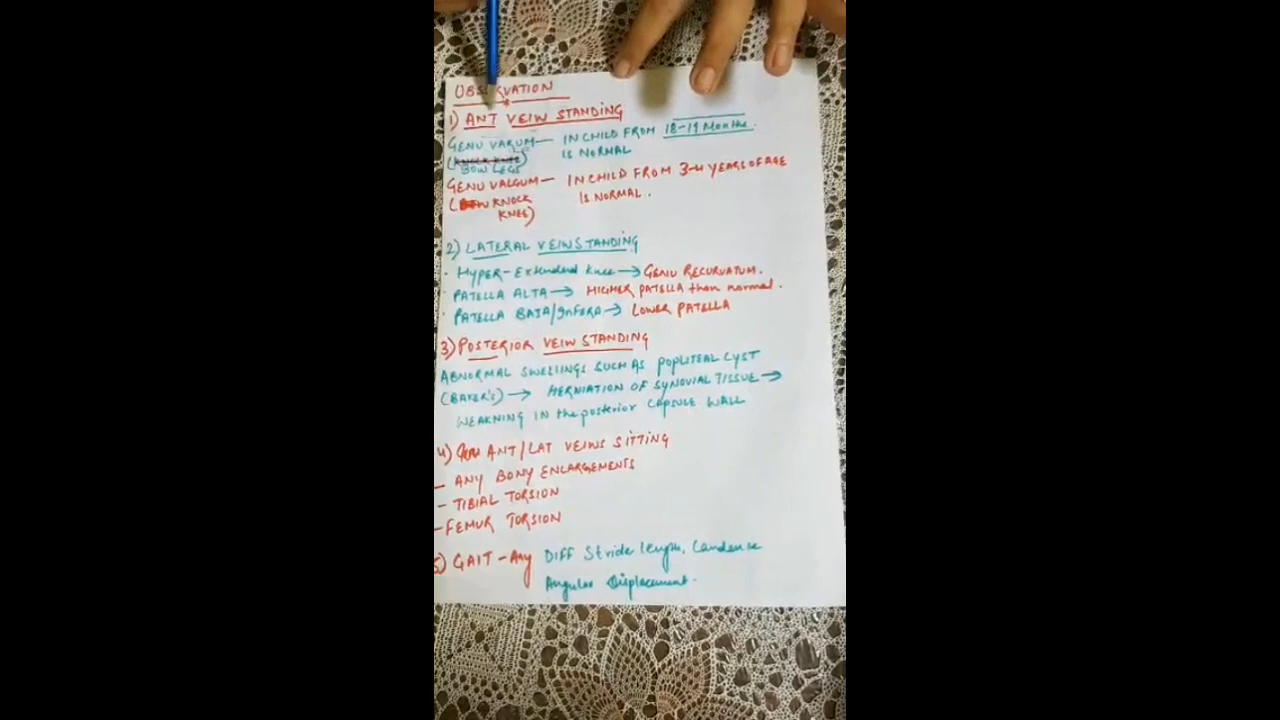 OBSERVATION
1) ANT VEIW STANDING
GENU VARUM — IN CHILD FROM 18-19 Months.
(KNOCK KNEE) IS NORMAL
BOW LEGS
GENU VALGUM — IN CHILD FROM 3-4 YEARS OF AGE
(KNOCK IS NORMAL.
KNEE)
2) LATERAL VEIW STANDING
· HYPER-Extended knee → GENU RECURVATUM.
· PATELLA ALTA → HIGHER PATELLA than normal.
· PATELLA BAJA/InFERA → LOWER PATELLA
3) POSTERIOR VEIW STANDING
ABNORMAL SWELLINGS SUCH AS POPLITEAL CYST
(BAKER'S) → HERNIATION OF SYNOVIAL TISSUE →
WEAKNING IN the posterior CAPSULE WALL
4) ANT/LAT VEIWS SITTING
- ANY BONY ENLARGEMENTS
- TIBIAL TORSION
- FEMUR TORSION
5) GAIT - Any DIFF Stride length,
Angular Displacement.